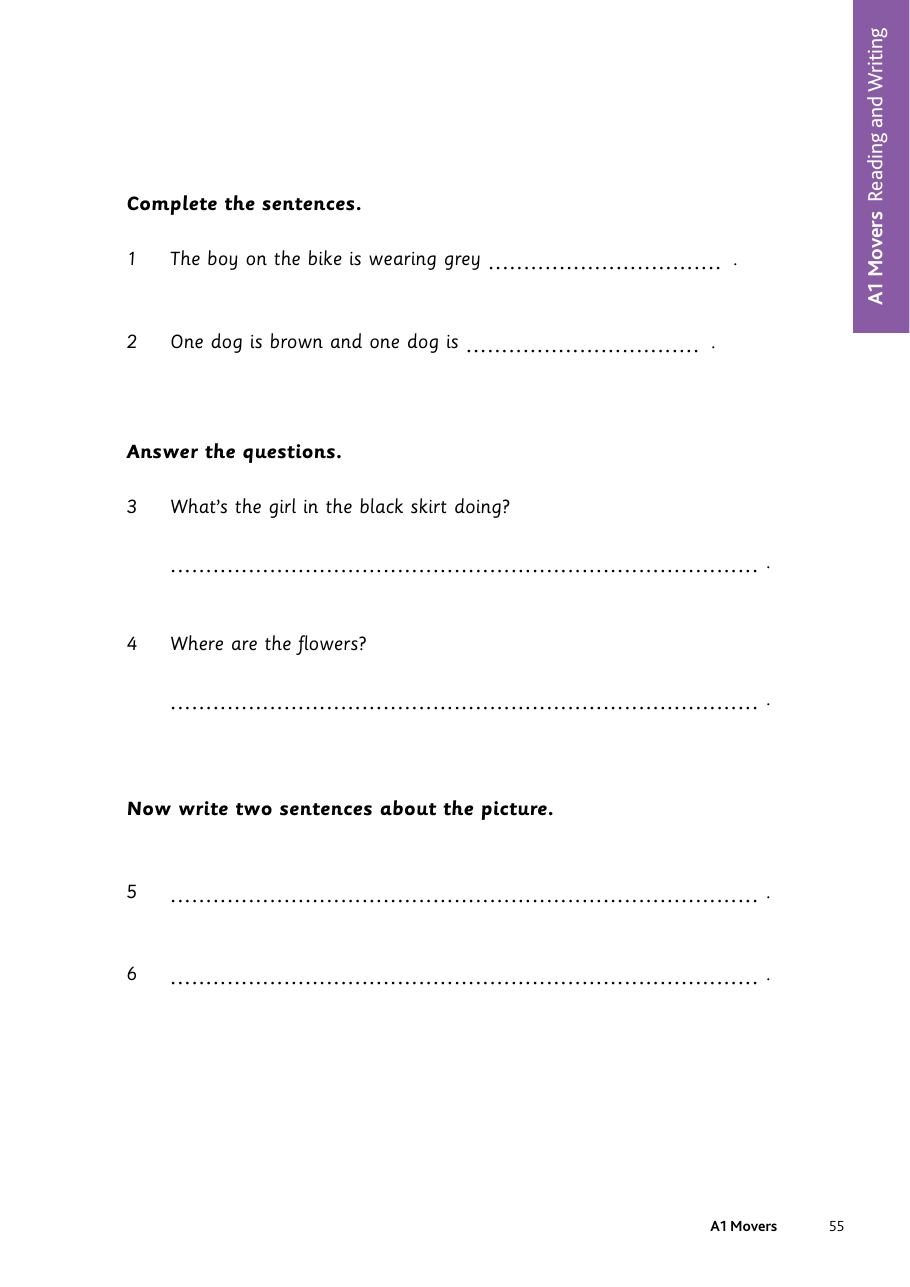 A1 Movers Reading and Writing
Complete the sentences.
1 The boy on the bike is wearing grey ................................. .
2 One dog is brown and one dog is ................................. .
Answer the questions.
3 What's the girl in the black skirt doing?
................................................................................... .
4 Where are the flowers?
................................................................................... .
Now write two sentences about the picture.
5 ................................................................................... .
6 ................................................................................... .
A1 Movers 55